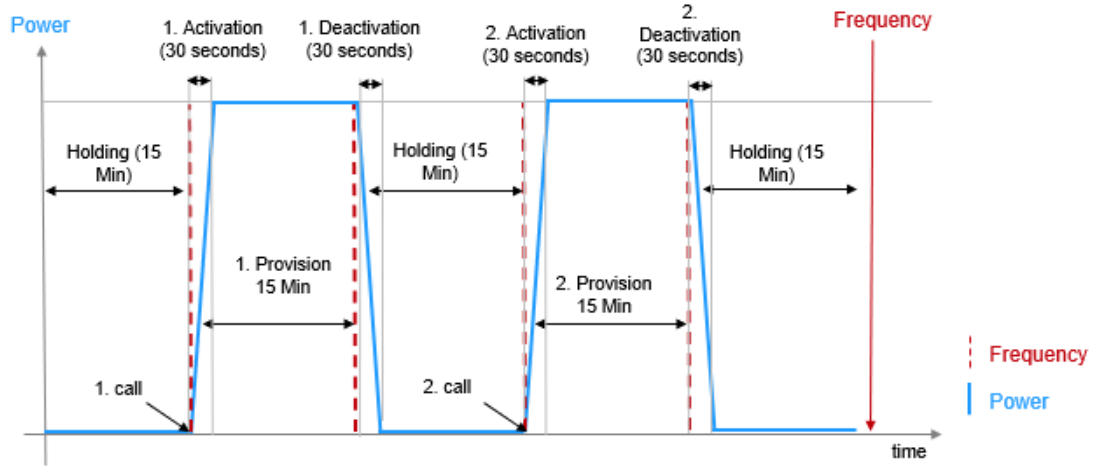 Power
1. Activation
(30 seconds)
1. Deactivation
(30 seconds)
2. Activation
(30 seconds)
2.
Deactivation
(30 seconds)
Frequency
Holding (15
Min)
Holding (15
Min)
Holding (15
Min)
1. Provision
15 Min
2. Provision
15 Min
1. call
2. call
Frequency
Power
time